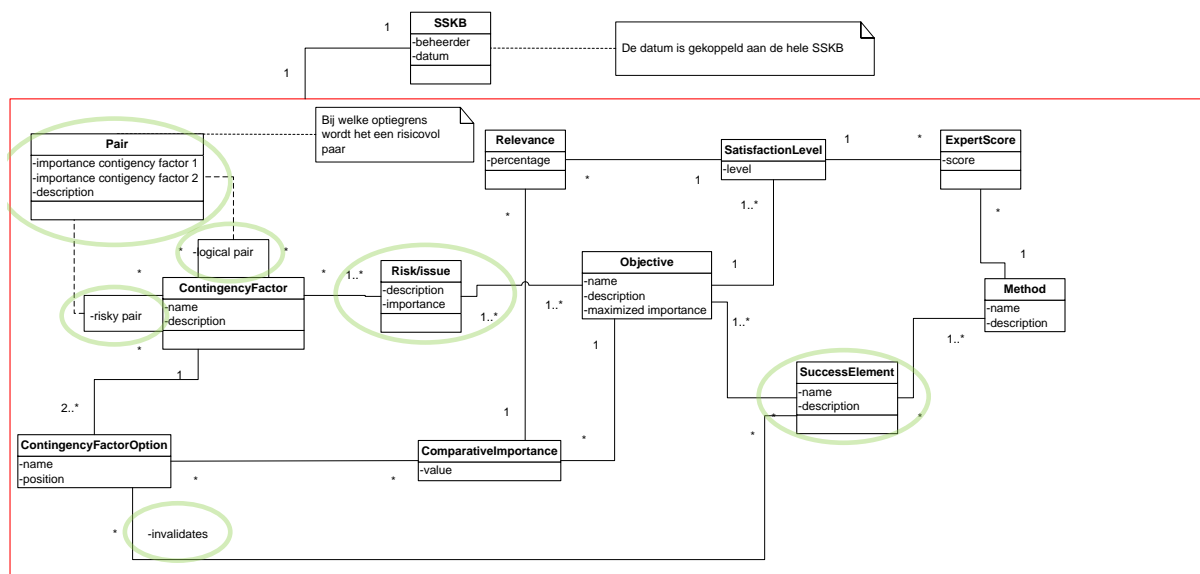 SSKB
-beheerder
-datum
De datum is gekoppeld aan de hele SSKB
1
1
Pair
-importance contigency factor 1
-importance contigency factor 2
-description
Bij welke optiegrens
wordt het een risicovol
paar
Relevance
-percentage
*
1
SatisfactionLevel
-level
1
*
ExpertScore
-score
*
1
Method
-name
-description
*
-logical pair
*
*
-risky pair
*
ContingencyFactor
-name
-description
*
1..*
Risk/issue
-description
-importance
1..*
1..*
Objective
-name
-description
-maximized importance
1
1..*
*
1
1..*
1..*
SuccessElement
-name
-description
*
*
*
1
2..*
ContingencyFactorOption
-name
-position
*
*
ComparativeImportance
-value
*
1
*
-invalidates